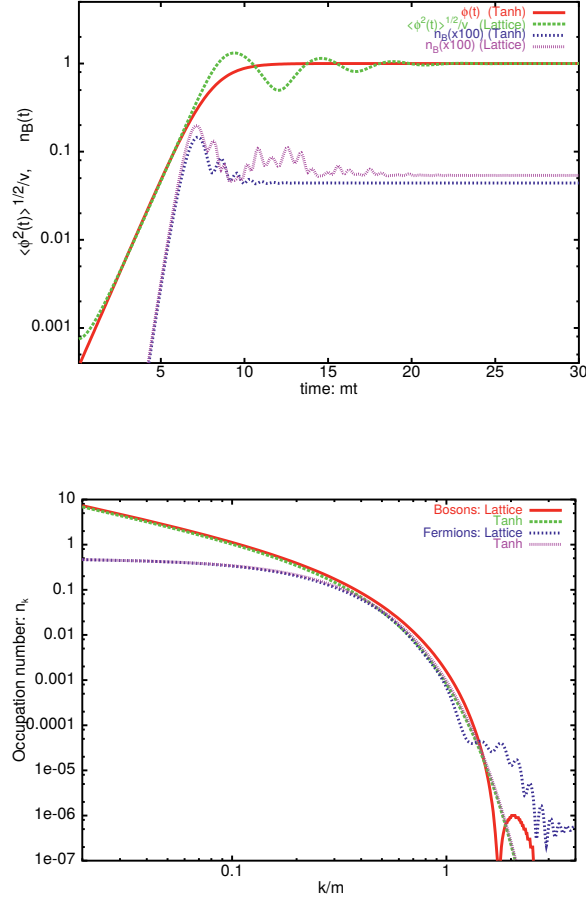 <ϕ²(t)>¹/²/v, n_B(t)
1
0.1
0.01
0.001
ϕ(t) (Tanh)
<ϕ²(t)>¹/²/v (Lattice)
n_B(x100) (Tanh)
n_B(x100) (Lattice)
5 10 15 20 25 30
time: mt
Occupation number: n_k
10
1
0.1
0.01
0.001
0.0001
1e-05
1e-06
1e-07
Bosons: Lattice
Tanh
Fermions: Lattice
Tanh
0.1 1
k/m